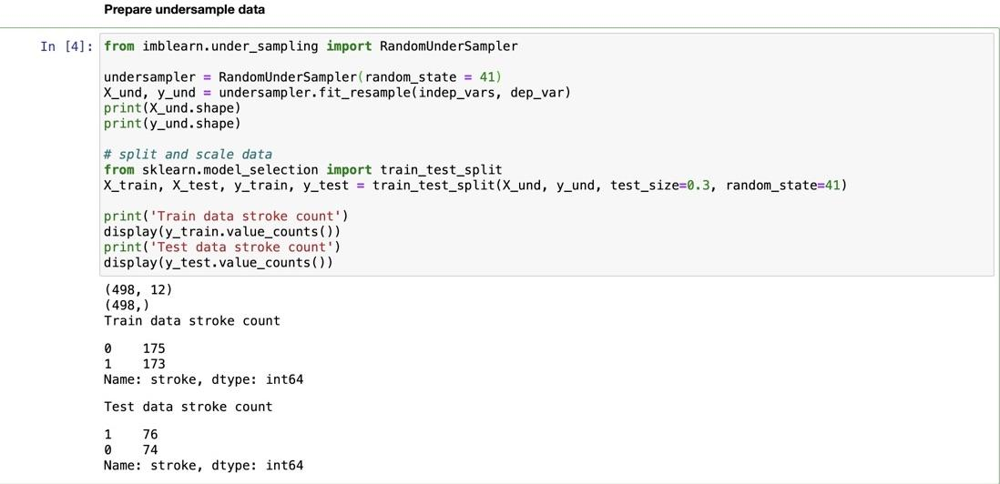 Prepare undersample data
In [4]: from imblearn.under_sampling import RandomUnderSampler
undersampler = RandomUnderSampler(random_state = 41)
X_und, y_und = undersampler.fit_resample(indep_vars, dep_var)
print(X_und.shape)
print(y_und.shape)
# split and scale data
from sklearn.model_selection import train_test_split
X_train, X_test, y_train, y_test = train_test_split(X_und, y_und, test_size=0.3, random_state=41)
print('Train data stroke count')
display(y_train.value_counts())
print('Test data stroke count')
display(y_test.value_counts())
(498, 12)
(498,)
Train data stroke count
0    175
1    173
Name: stroke, dtype: int64
Test data stroke count
1    76
0    74
Name: stroke, dtype: int64